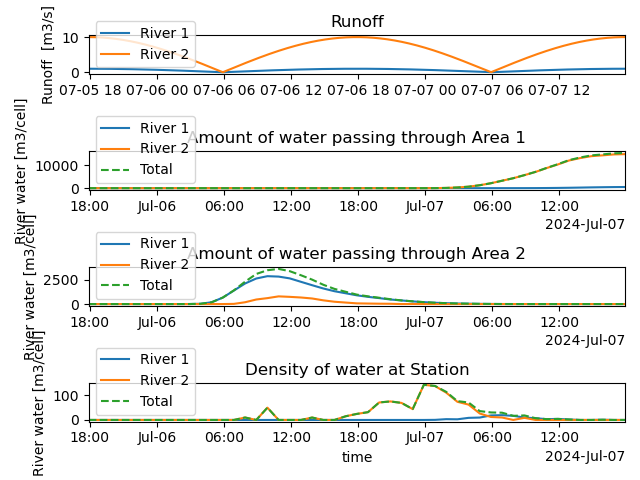 Runoff
River 1
River 2
Runoff  [m3/s]
10
0
07-05 18 07-06 00 07-06 06 07-06 12 07-06 18 07-07 00 07-07 06 07-07 12
Amount of water passing through Area 1
River 1
River 2
Total
River water [m3/cell]
10000
0
18:00 Jul-06 06:00 12:00 18:00 Jul-07 06:00 12:00
2024-Jul-07
Amount of water passing through Area 2
River 1
River 2
Total
River water [m3/cell]
2500
0
18:00 Jul-06 06:00 12:00 18:00 Jul-07 06:00 12:00
2024-Jul-07
Density of water at Station
River 1
River 2
Total
River water [m3/cell]
100
0
18:00 Jul-06 06:00 12:00 18:00 Jul-07 06:00 12:00
time
2024-Jul-07